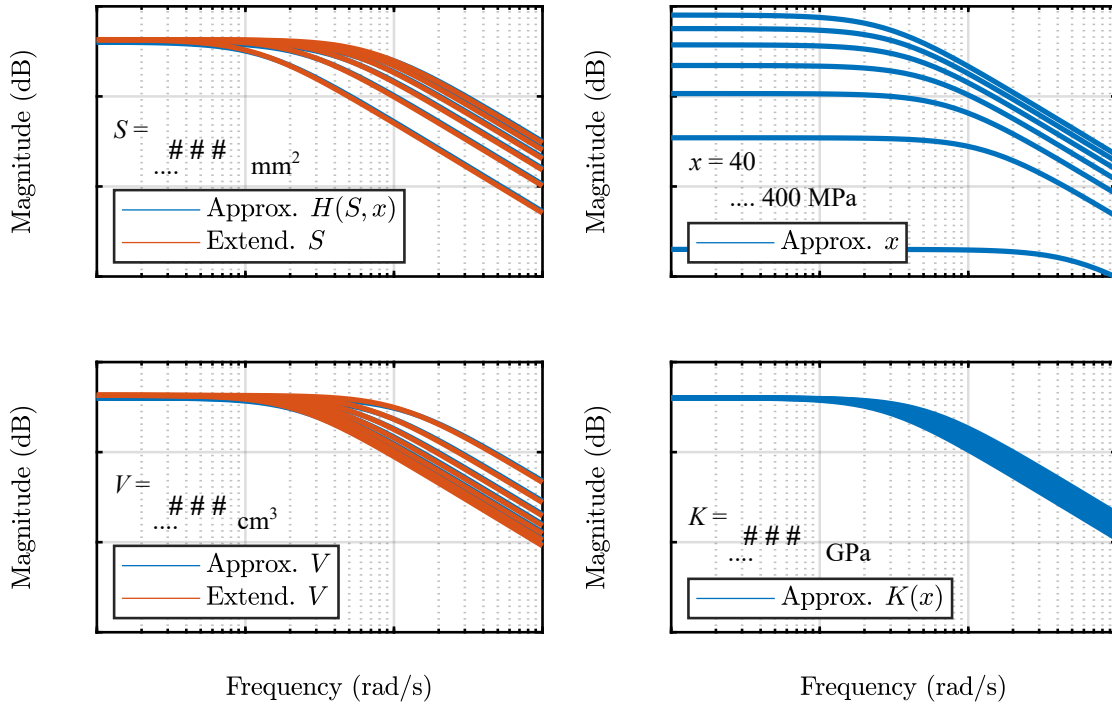 Magnitude (dB)
S =
# # #
.... mm²
Approx. H(S, x)
Extend. S
Magnitude (dB)
x = 40
.... 400 MPa
Approx. x
Magnitude (dB)
V =
# # #
.... cm³
Approx. V
Extend. V
Frequency (rad/s)
Magnitude (dB)
K =
# # #
.... GPa
Approx. K(x)
Frequency (rad/s)